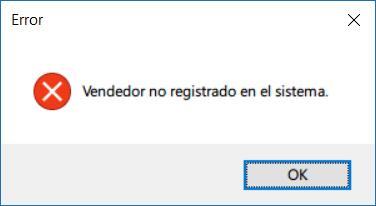 Error
Vendedor no registrado en el sistema.
OK